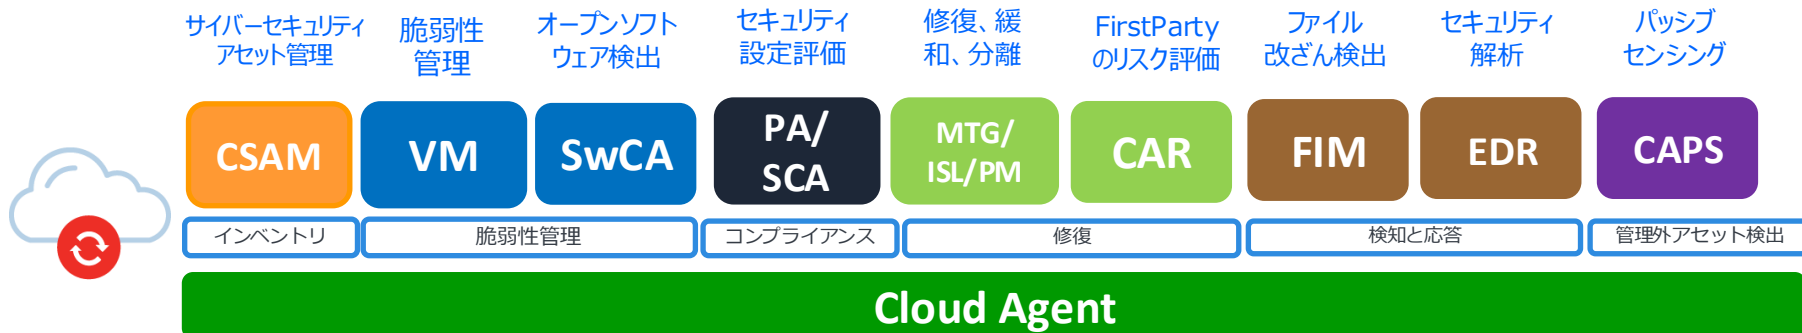 サイバーセキュリティ
アセット管理
脆弱性
管理
オープンソフト
ウェア検出
セキュリティ
設定評価
修復、緩
和、分離
FirstParty
のリスク評価
ファイル
改ざん検出
セキュリティ
解析
パッシブ
センシング
CSAM
VM
SwCA
PA/
SCA
MTG/
ISL/PM
CAR
FIM
EDR
CAPS
インベントリ
脆弱性管理
コンプライアンス
修復
検知と応答
管理外アセット検出
Cloud Agent